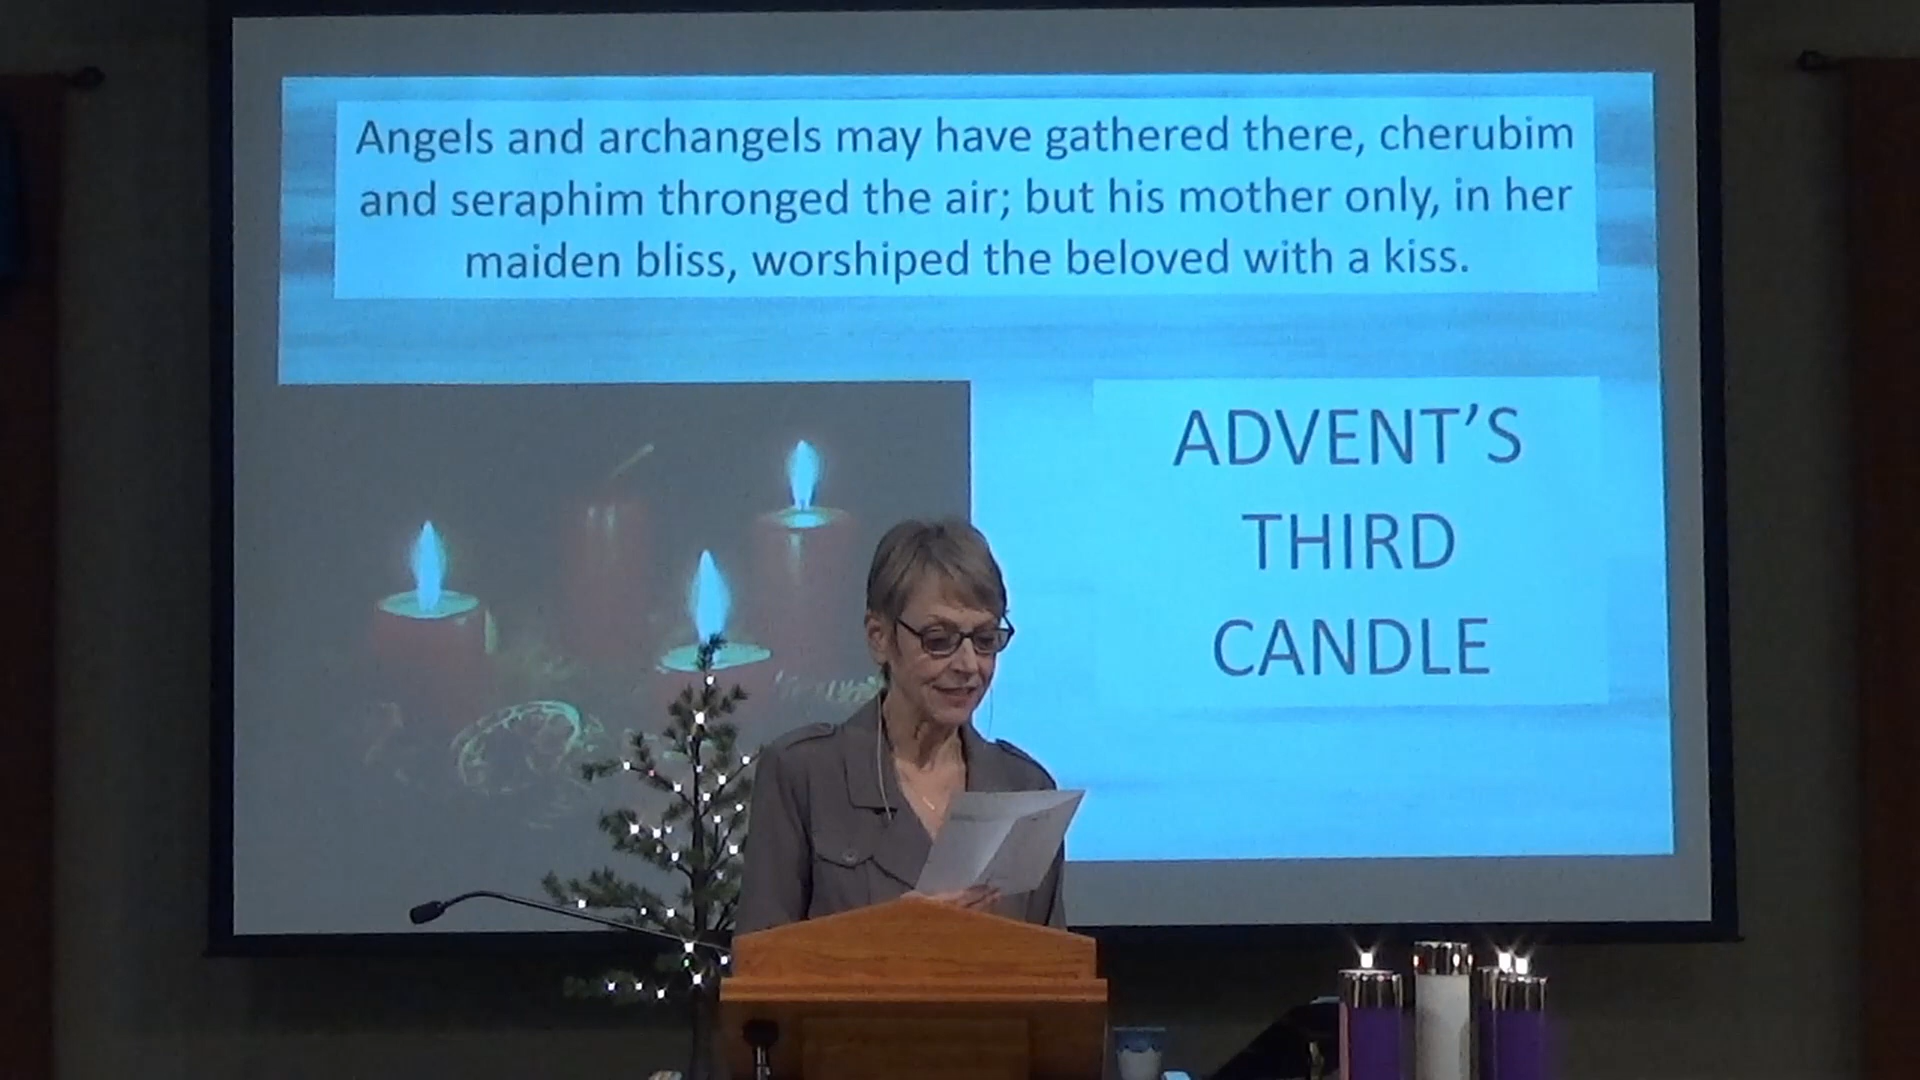 Angels and archangels may have gathered there, cherubim
and seraphim thronged the air; but his mother only, in her
maiden bliss, worshiped the beloved with a kiss.
ADVENT’S
THIRD
CANDLE